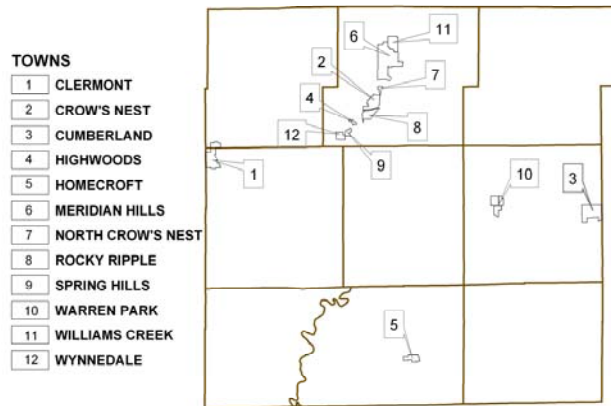 TOWNS
1 CLERMONT
2 CROW'S NEST
3 CUMBERLAND
4 HIGHWOODS
5 HOMECROFT
6 MERIDIAN HILLS
7 NORTH CROW'S NEST
8 ROCKY RIPPLE
9 SPRING HILLS
10 WARREN PARK
11 WILLIAMS CREEK
12 WYNNEDALE
6
11
2
7
4
12
8
9
1
10
3
5